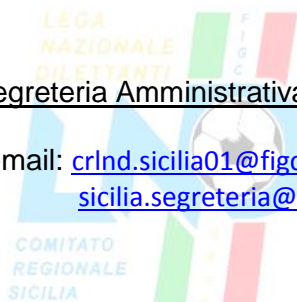 LEGA
NAZIONALE
DILETTANTI
F
I
G
C
egreteria Amministrativa
mail: crlnd.sicilia01@figc
sicilia.segreteria@
COMITATO
REGIONALE
SICILIA